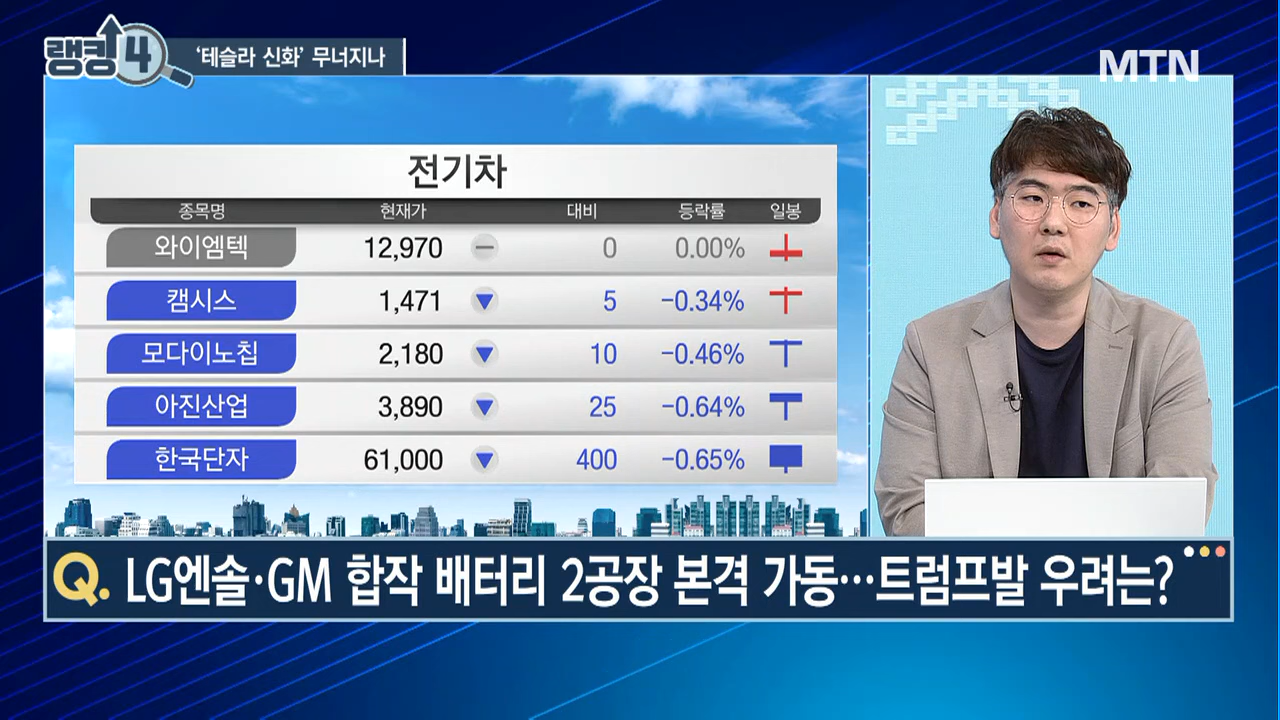 랭킹4
‘테슬라 신화’ 무너지나
MTN
전기차
종목명 현재가 대비 등락률 일봉
와이엠텍 12,970 0 0.00%
캠시스 1,471 ▼ 5 -0.34%
모다이노칩 2,180 ▼ 10 -0.46%
아진산업 3,890 ▼ 25 -0.64%
한국단자 61,000 ▼ 400 -0.65%
Q. LG엔솔·GM 합작 배터리 2공장 본격 가동…트럼프발 우려는?